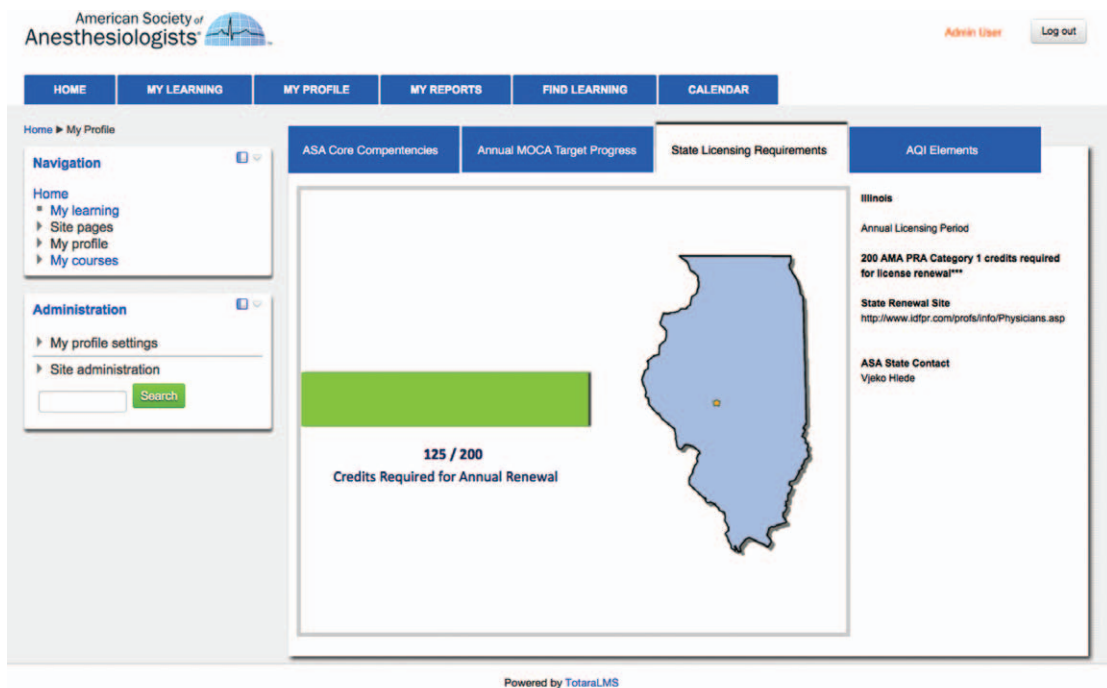 American Society of
Anesthesiologists®
Admin User
Log out
HOME
MY LEARNING
MY PROFILE
MY REPORTS
FIND LEARNING
CALENDAR
Home ▶ My Profile
Navigation
Home
My learning
Site pages
My profile
My courses
Administration
My profile settings
Site administration
Search
ASA Core Compentencies
Annual MOCA Target Progress
State Licensing Requirements
AQI Elements
125 / 200
Credits Required for Annual Renewal
Illinois
Annual Licensing Period
200 AMA PRA Category 1 credits required
for license renewal***
State Renewal Site
http://www.idfpr.com/profs/info/Physicians.asp
ASA State Contact
Vjeko Hlede
Powered by TotaraLMS